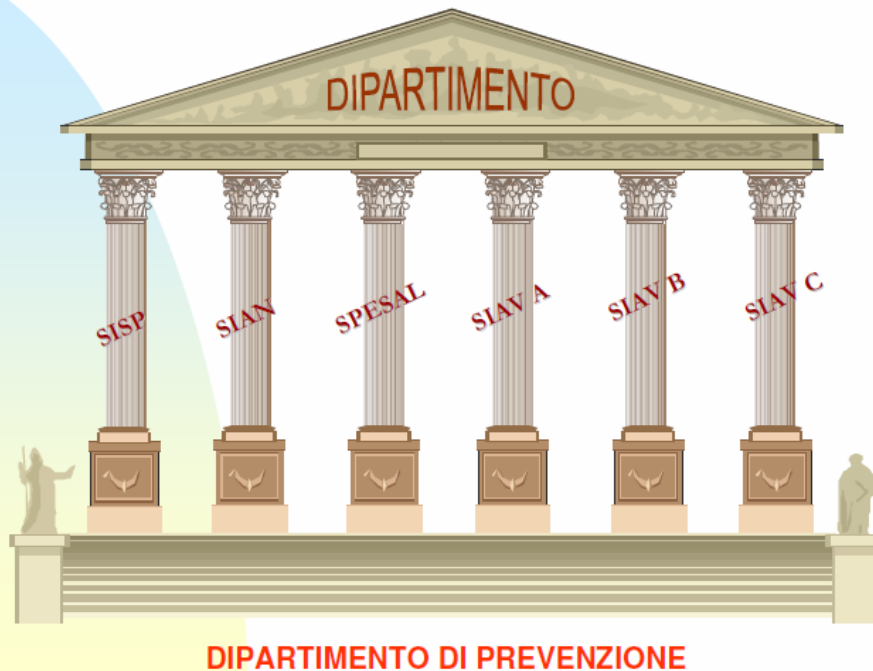 DIPARTIMENTO
SISP
SIAN
SPESAL
SIAV A
SIAV B
SIAV C
DIPARTIMENTO DI PREVENZIONE